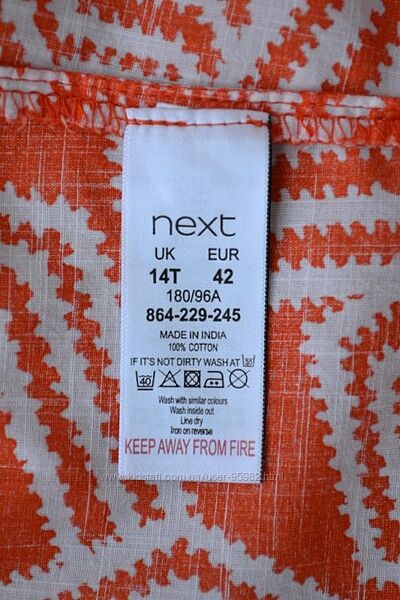 next
UK EUR
14T 42
180/96A
864-229-245
MADE IN INDIA
100% COTTON
IF IT'S NOT DIRTY WASH AT 30
40
Wash with similar colours
Wash inside out
Line dry
Iron on reverse
KEEP AWAY FROM FIRE